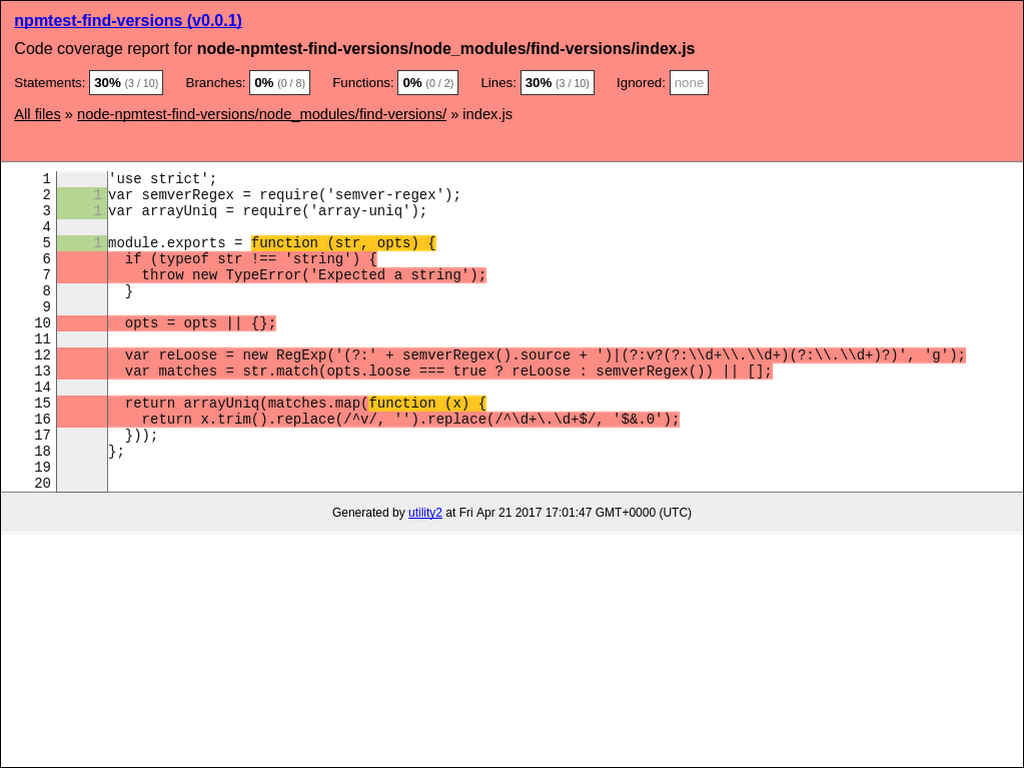 npmtest-find-versions (v0.0.1)
Code coverage report for node-npmtest-find-versions/node_modules/find-versions/index.js
Statements: 30% (3 / 10) Branches: 0% (0 / 8) Functions: 0% (0 / 2) Lines: 30% (3 / 10) Ignored: none
All files » node-npmtest-find-versions/node_modules/find-versions/ » index.js
1 'use strict';
2 1 var semverRegex = require('semver-regex');
3 1 var arrayUniq = require('array-uniq');
4
5 1 module.exports = function (str, opts) {
6   if (typeof str !== 'string') {
7     throw new TypeError('Expected a string');
8   }
9
10   opts = opts || {};
11
12   var reLoose = new RegExp('(?:' + semverRegex().source + ')|(?:v?(?:\\d+\\.\\d+)(?:\\.\\d+)?)', 'g');
13   var matches = str.match(opts.loose === true ? reLoose : semverRegex()) || [];
14
15   return arrayUniq(matches.map(function (x) {
16     return x.trim().replace(/^v/, '').replace(/^\d+\.\d+$/, '$&.0');
17   }));
18 };
19
20
Generated by utility2 at Fri Apr 21 2017 17:01:47 GMT+0000 (UTC)